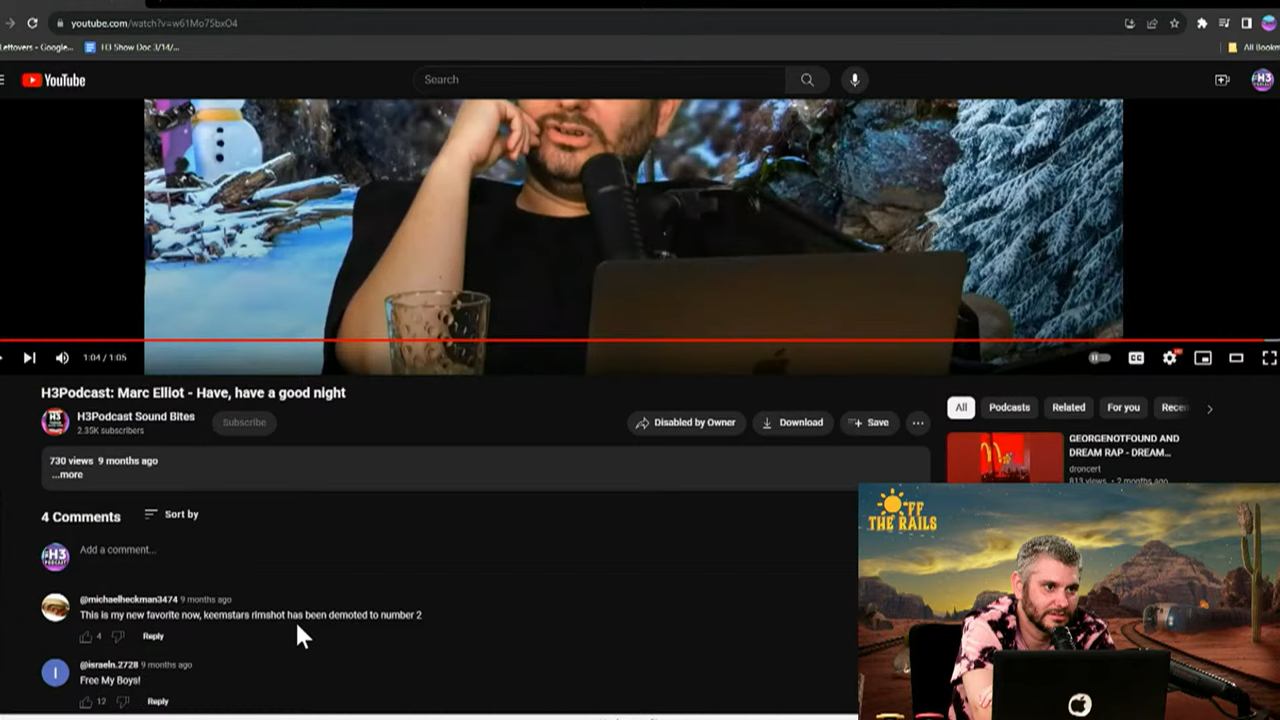 youtube.com/watch?v=w61Mo75bxO4
Leftovers - Google...
H3 Show Doc 3/14/...
All Bookm
YouTube
Search
H3
PODCAST
1:04 / 1:05
CC
H3Podcast: Marc Elliot - Have, have a good night
H3Podcast Sound Bites
2.35K subscribers
Subscribe
Disabled by Owner
Download
Save
730 views 9 months ago
...more
All
Podcasts
Related
For you
Recen
GEORGENOTFOUND AND
DREAM RAP - DREAM...
droncert
813 views • 2 months ago
4 Comments
Sort by
H3
PODCAST
Add a comment...
@michaelheckman3474 9 months ago
This is my new favorite now, keemstars rimshot has been demoted to number 2
4
Reply
I
@israeln.2728 9 months ago
Free My Boys!
12
Reply
OFF
THE RAILS